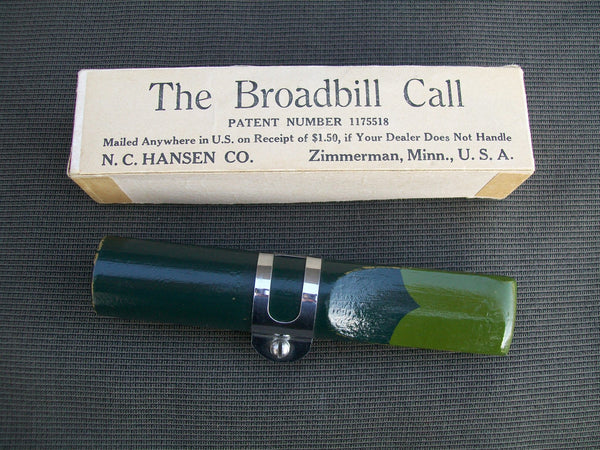 The Broadbill Call
PATENT NUMBER 1175518
Mailed Anywhere in U.S. on Receipt of $1.50, if Your Dealer Does Not Handle
N. C. HANSEN CO. Zimmerman, Minn., U. S. A.